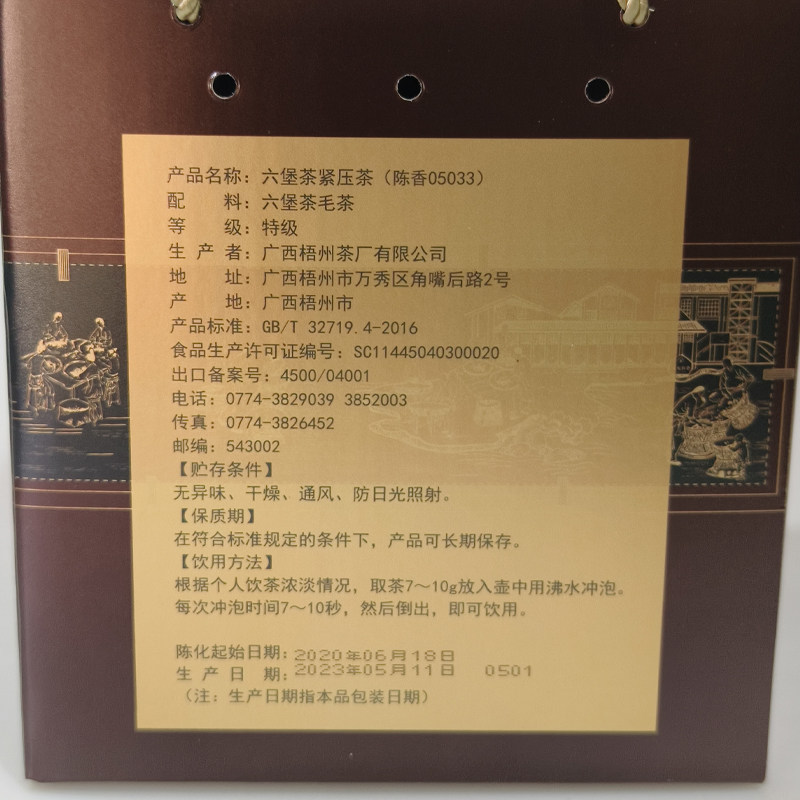 产品名称：六堡茶紧压茶（陈香05033）
配　　料：六堡茶毛茶
等　　级：特级
生 产 者：广西梧州茶厂有限公司
地　　址：广西梧州市万秀区角嘴后路2号
产　　地：广西梧州市
产品标准：GB/T 32719.4-2016
食品生产许可证编号：SC11445040300020
出口备案号：4500/04001
电话：0774-3829039 3852003
传真：0774-3826452
邮编：543002
【贮存条件】
无异味、干燥、通风、防日光照射。
【保质期】
在符合标准规定的条件下，产品可长期保存。
【饮用方法】
根据个人饮茶浓淡情况，取茶7～10g放入壶中用沸水冲泡。
每次冲泡时间7～10秒，然后倒出，即可饮用。
陈化起始日期：2020年06月18日
生 产 日 期：2023年05月11日 0501
（注：生产日期指本品包装日期）